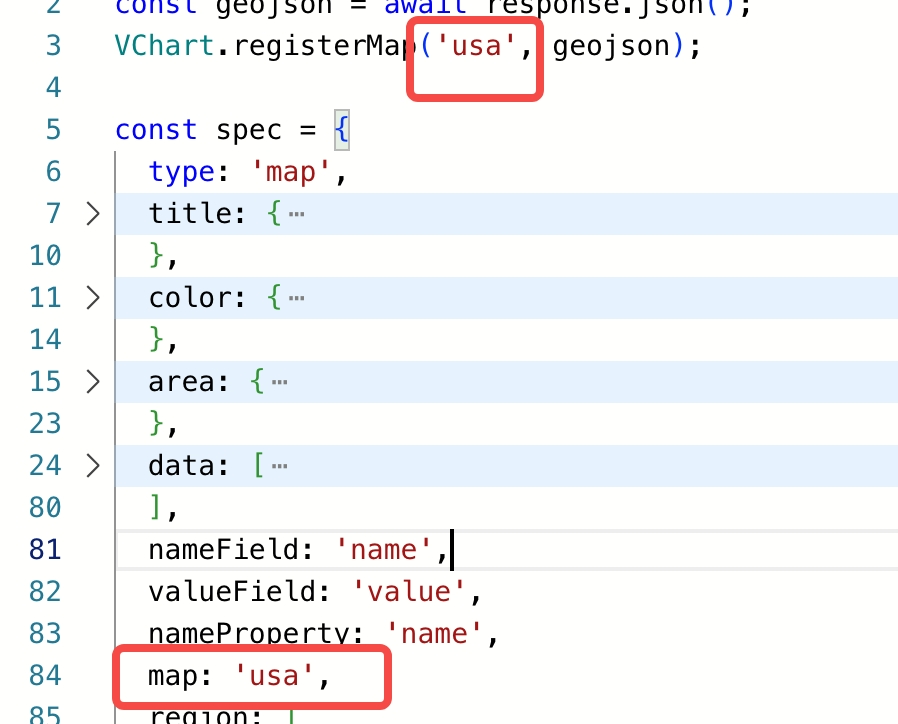 2 const geojson = await response.json();
3 VChart.registerMap('usa', geojson);
4
5 const spec = {
6 type: 'map',
7 title: {…
10 },
11 color: {…
14 },
15 area: {…
23 },
24 data: […
80 ],
81 nameField: 'name',
82 valueField: 'value',
83 nameProperty: 'name',
84 map: 'usa',
85 region: [